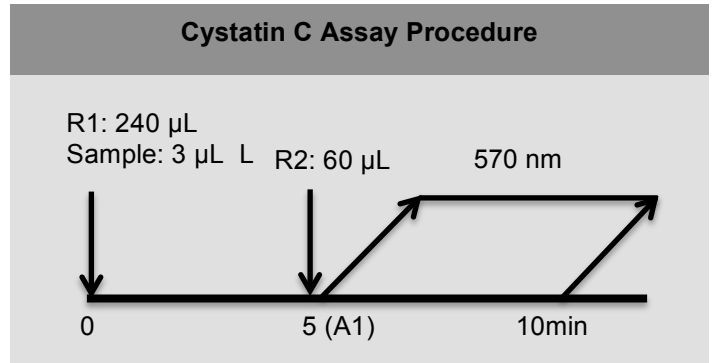 Cystatin C Assay Procedure
R1: 240 µL
Sample: 3 µL L
R2: 60 µL
570 nm
0
5 (A1)
10min